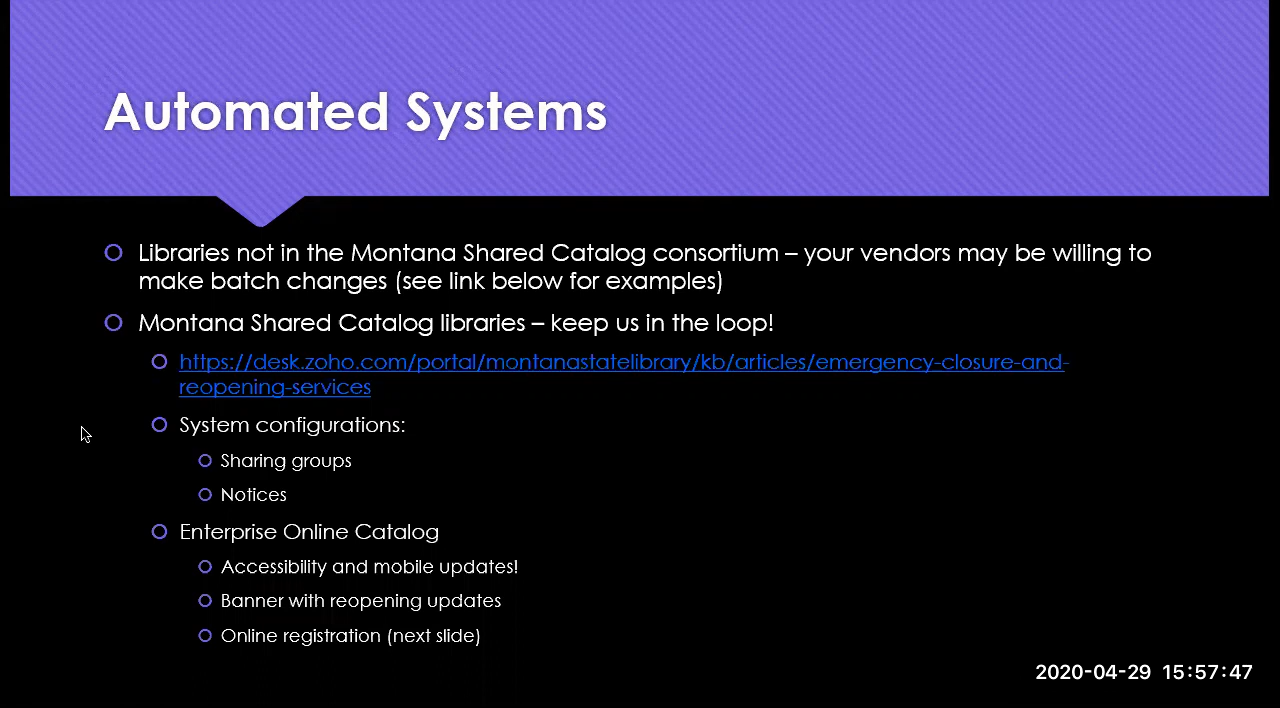 Automated Systems
Libraries not in the Montana Shared Catalog consortium – your vendors may be willing to
make batch changes (see link below for examples)
Montana Shared Catalog libraries – keep us in the loop!
https://desk.zoho.com/portal/montanastatelibrary/kb/articles/emergency-closure-and-
reopening-services
System configurations:
Sharing groups
Notices
Enterprise Online Catalog
Accessibility and mobile updates!
Banner with reopening updates
Online registration (next slide)
2020-04-29 15:57:47